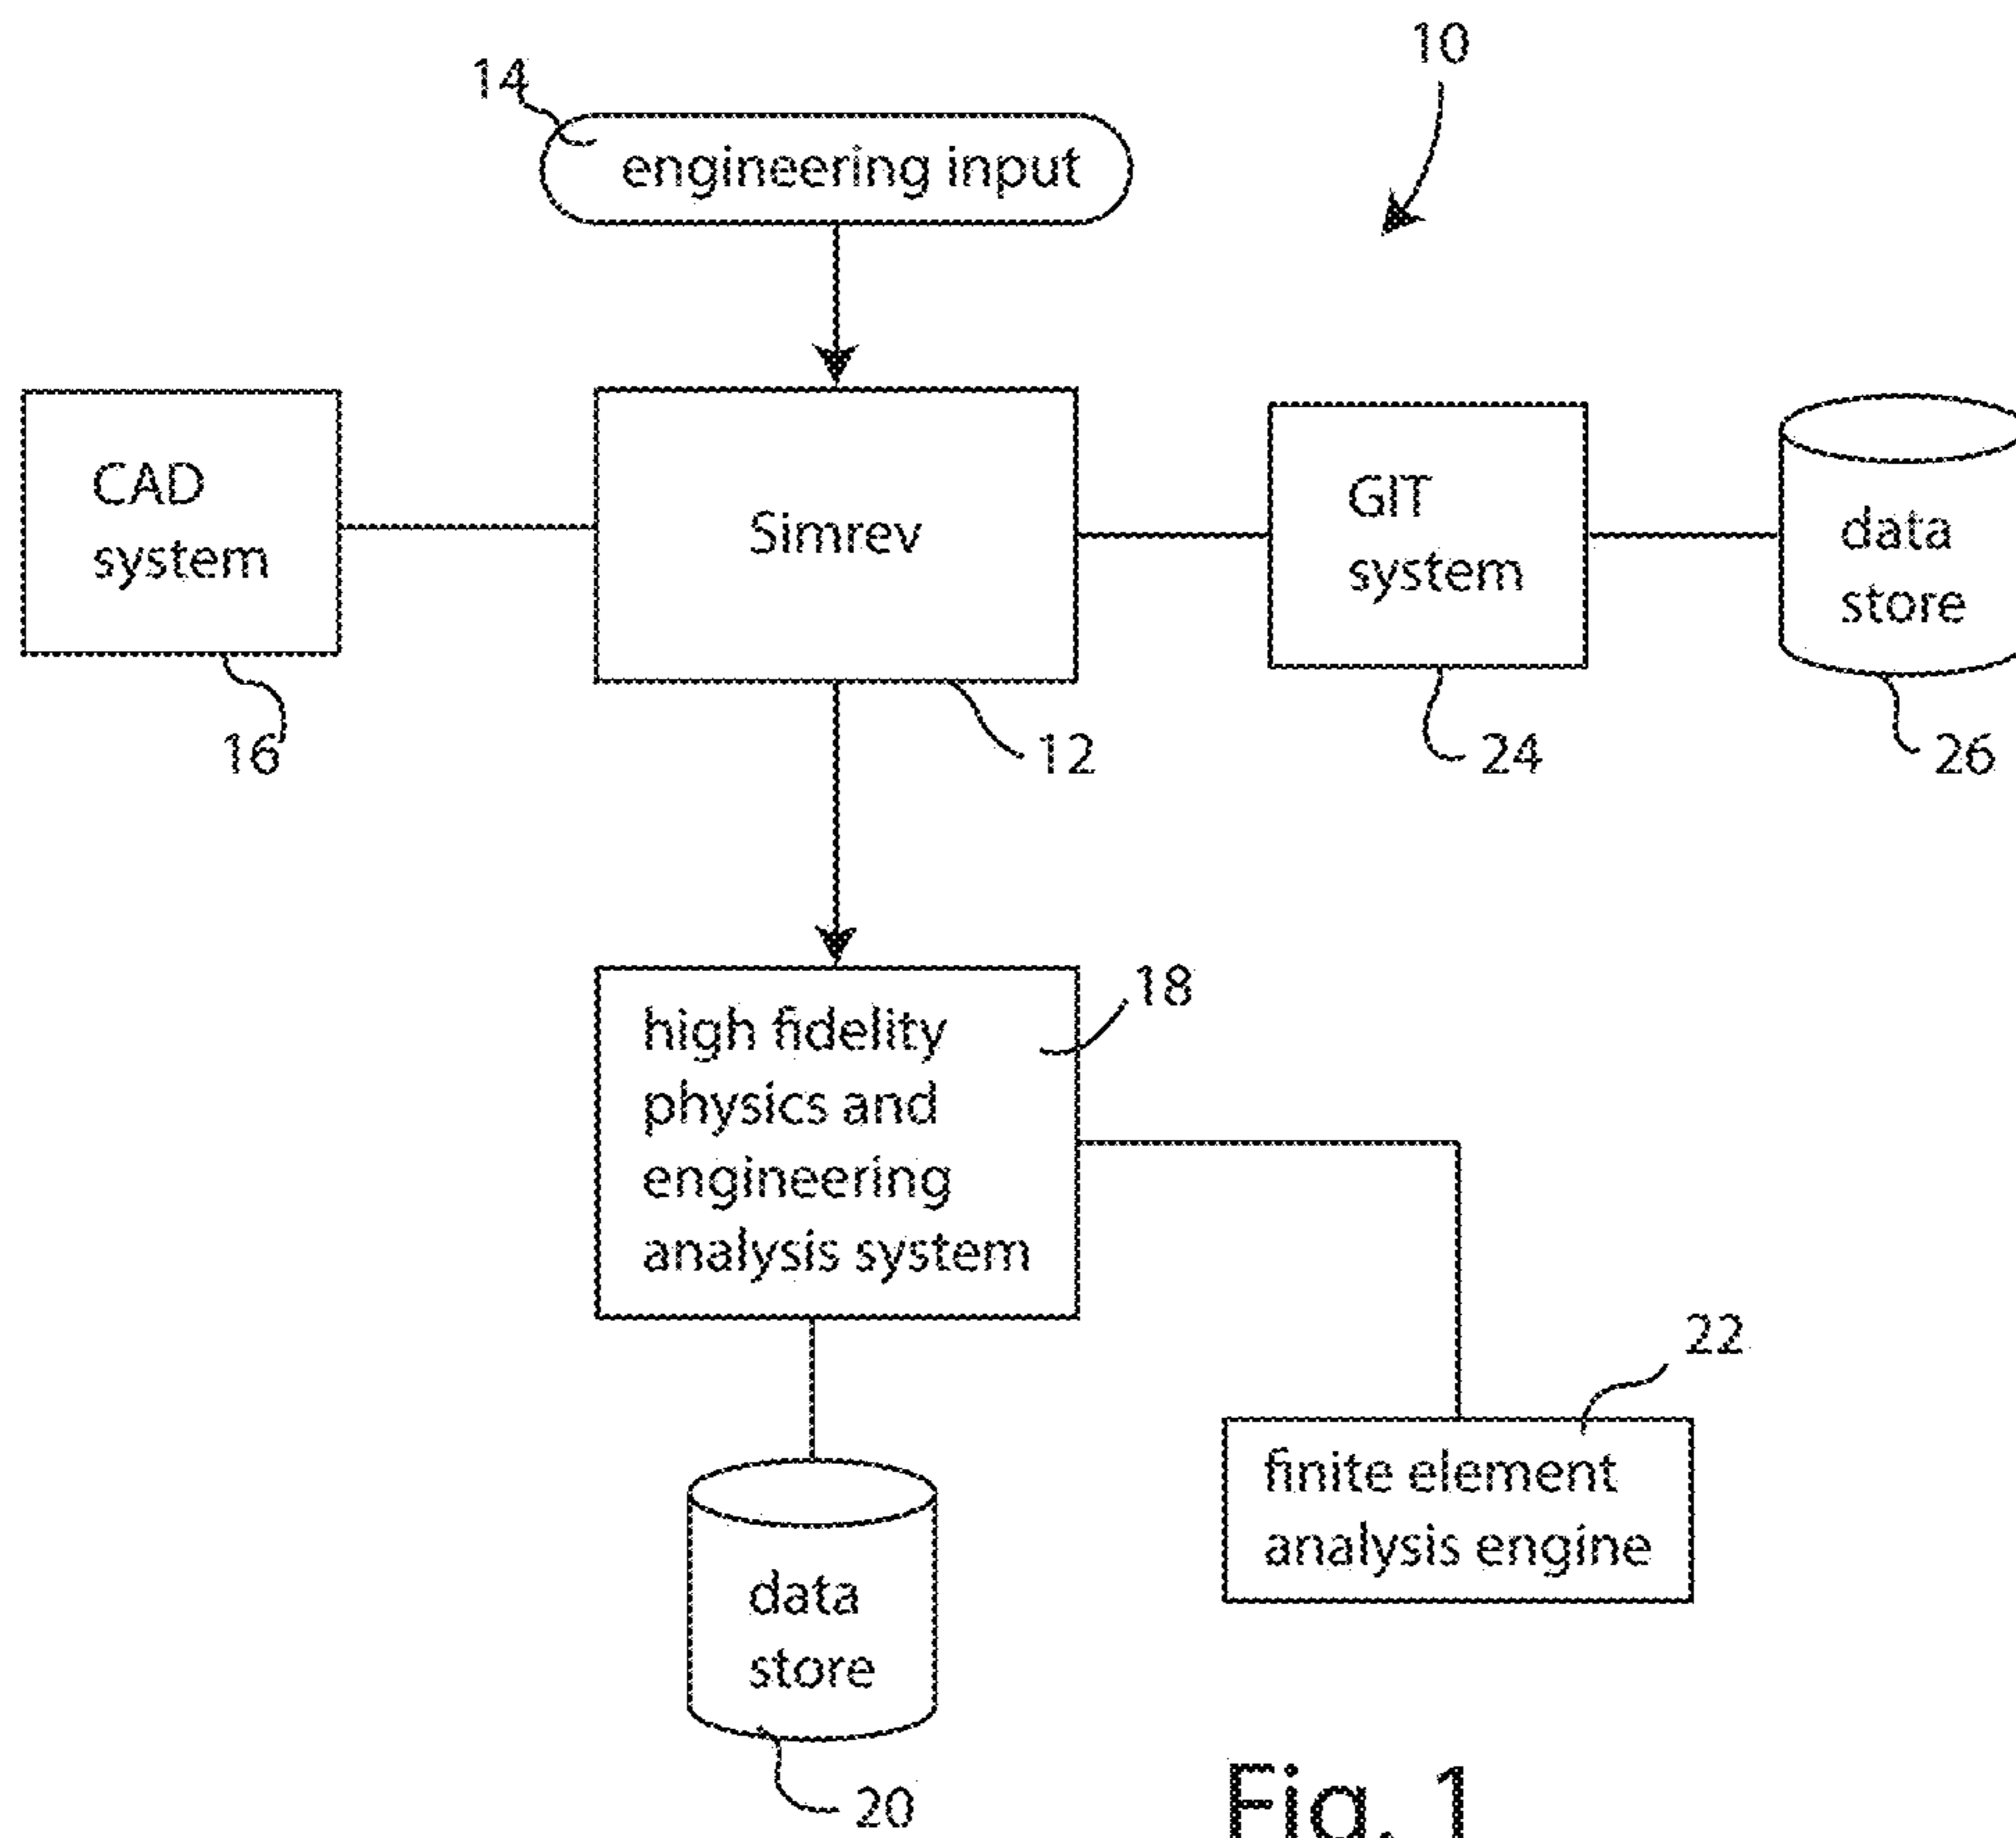 10
14
engineering input
CAD
system
Simrev
GIT
system
data
store
16
12
24
26
high fidelity
physics and
engineering
analysis system
18
22
finite element
analysis engine
data
store
20
Fig. 1